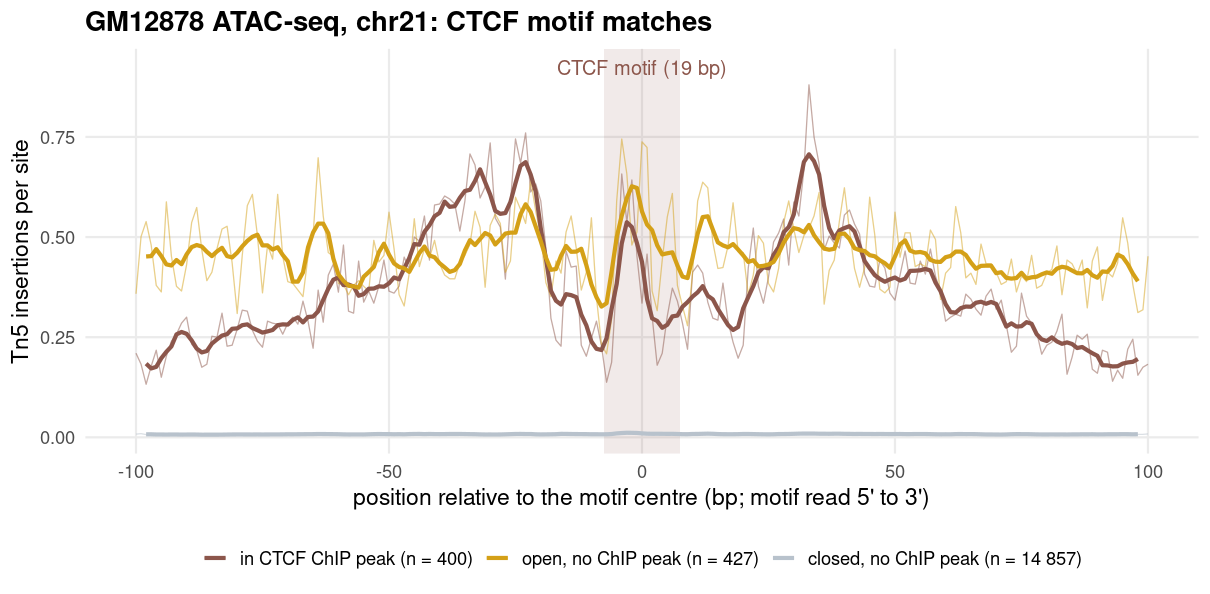 GM12878 ATAC-seq, chr21: CTCF motif matches
CTCF motif (19 bp)
Tn5 insertions per site
0.75
0.50
0.25
0.00
-100
-50
0
50
100
position relative to the motif centre (bp; motif read 5' to 3')
in CTCF ChIP peak (n = 400)
open, no ChIP peak (n = 427)
closed, no ChIP peak (n = 14 857)